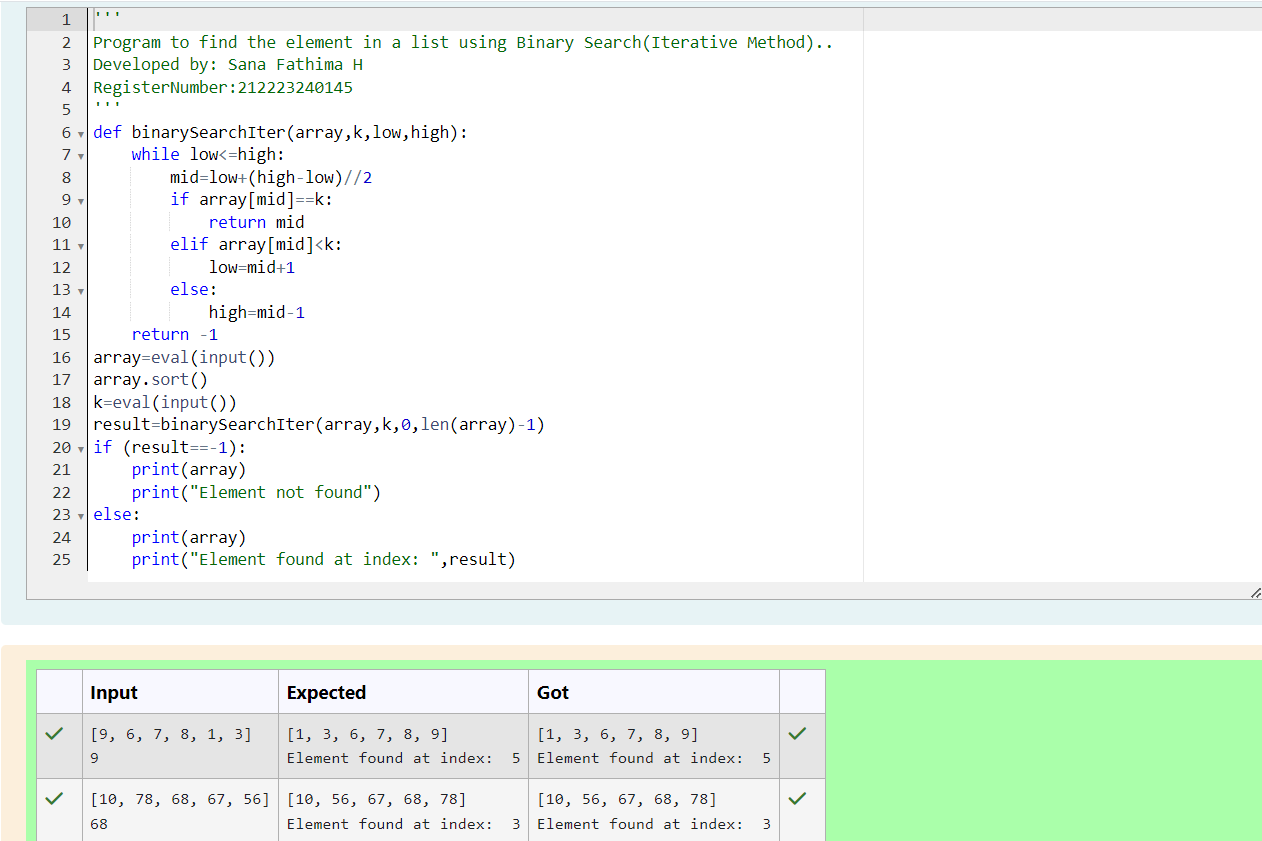 1 '''
2 Program to find the element in a list using Binary Search(Iterative Method)..
3 Developed by: Sana Fathima H
4 RegisterNumber:212223240145
5 '''
6 def binarySearchIter(array,k,low,high):
7     while low<=high:
8         mid=low+(high-low)//2
9         if array[mid]==k:
10             return mid
11         elif array[mid]<k:
12             low=mid+1
13         else:
14             high=mid-1
15     return -1
16 array=eval(input())
17 array.sort()
18 k=eval(input())
19 result=binarySearchIter(array,k,0,len(array)-1)
20 if (result==-1):
21     print(array)
22     print("Element not found")
23 else:
24     print(array)
25     print("Element found at index: ",result)
Input Expected Got
[9, 6, 7, 8, 1, 3] [1, 3, 6, 7, 8, 9] [1, 3, 6, 7, 8, 9]
9 Element found at index:  5 Element found at index:  5
[10, 78, 68, 67, 56] [10, 56, 67, 68, 78] [10, 56, 67, 68, 78]
68 Element found at index:  3 Element found at index:  3